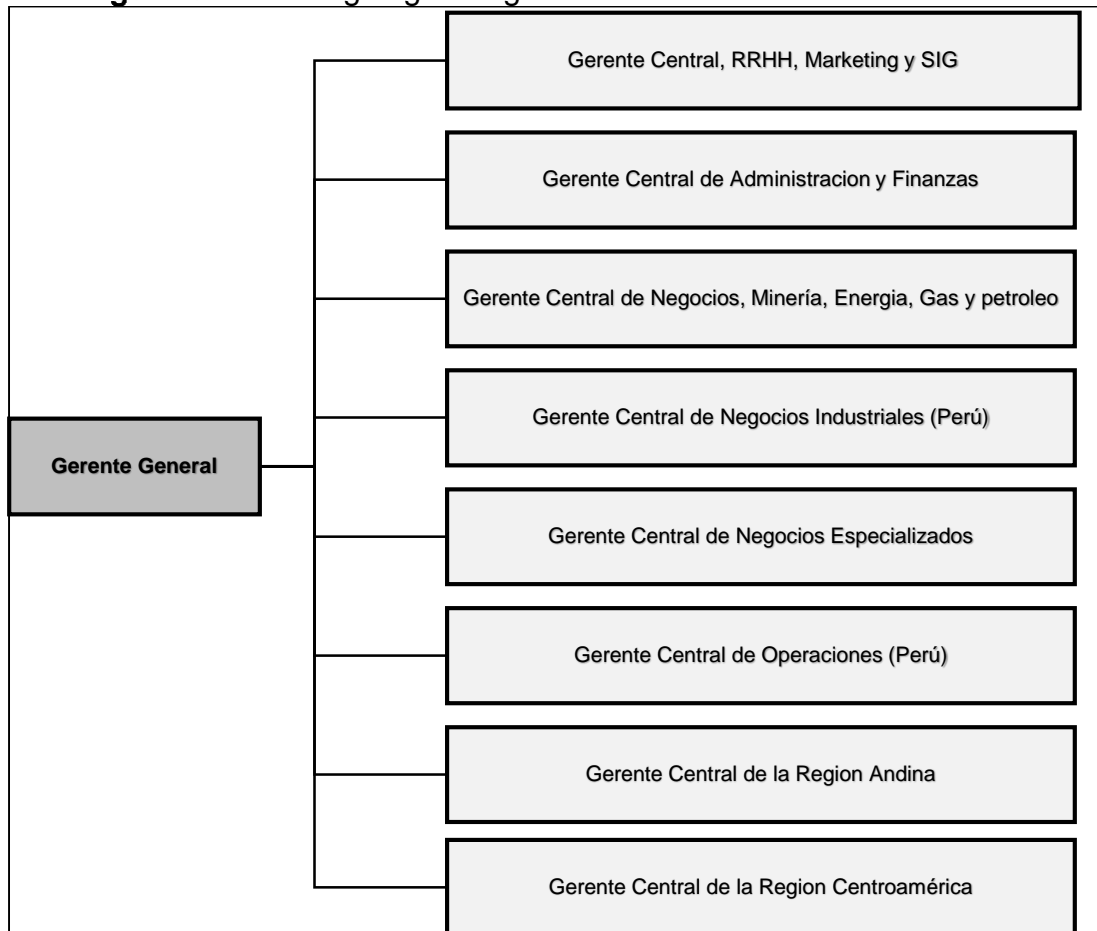 Gerente Central, RRHH, Marketing y SIG
Gerente Central de Administracion y Finanzas
Gerente Central de Negocios, Minería, Energia, Gas y petroleo
Gerente Central de Negocios Industriales (Perú)
Gerente General
Gerente Central de Negocios Especializados
Gerente Central de Operaciones (Perú)
Gerente Central de la Region Andina
Gerente Central de la Region Centroamérica